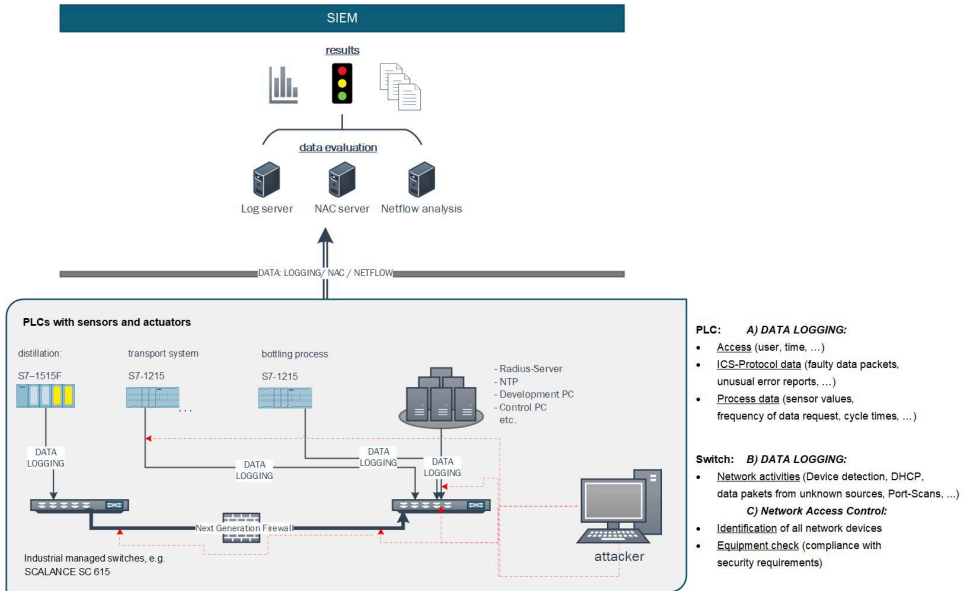 SIEM
results
data evaluation
Log server
NAC server
Netflow analysis
DATA: LOGGING/ NAC / NETFLOW
PLCs with sensors and actuators
distillation:
transport system
bottling process
S7–1515F
S7-1215
S7-1215
...
- Radius-Server
- NTP
- Development PC
- Control PC
etc.
DATA
LOGGING
DATA
LOGGING
DATA
LOGGING
DATA
LOGGING
Next Generation Firewall
Industrial managed switches, e.g.
SCALANCE SC 615
attacker
PLC: A) DATA LOGGING:
• Access (user, time, ...)
• ICS-Protocol data (faulty data packets,
unusual error reports, ...)
• Process data (sensor values,
frequency of data request, cycle times, ...)
Switch: B) DATA LOGGING:
• Network activities (Device detection, DHCP,
data pakets from unknown sources, Port-Scans, ...)
C) Network Access Control:
• Identification of all network devices
• Equipment check (compliance with
security requirements)